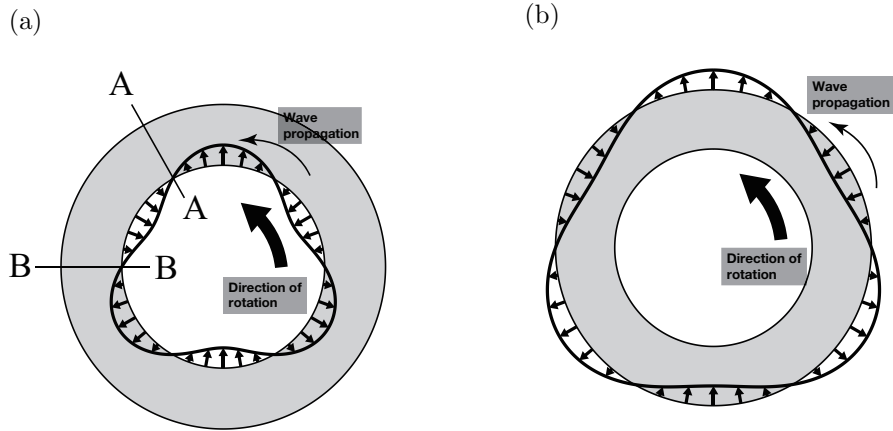 (a)
A
Wave
propagation
A
B
B
Direction of
rotation
(b)
Wave
propagation
Direction of
rotation